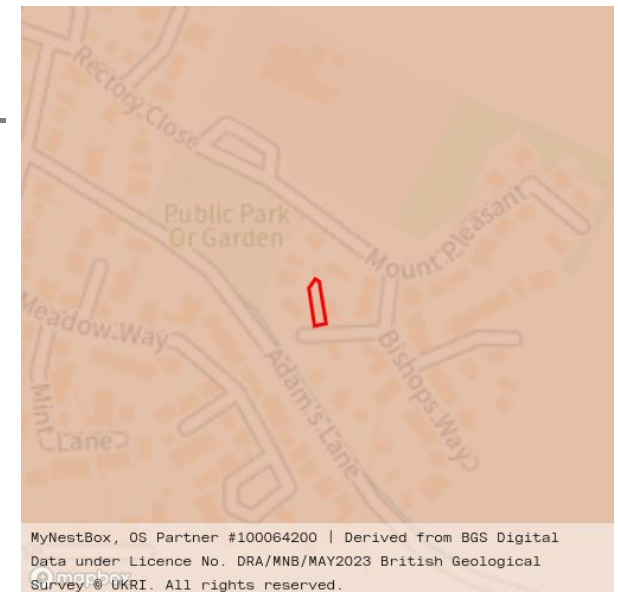 Rectory Close
Public Park
Or Garden
Mount Pleasant
Meadow Way
Bishops Way
Adam's Lane
Mint Lane
MyNestBox, OS Partner #100064200 | Derived from BGS Digital
Data under Licence No. DRA/MNB/MAY2023 British Geological
Survey © UKRI. All rights reserved.
mapbox